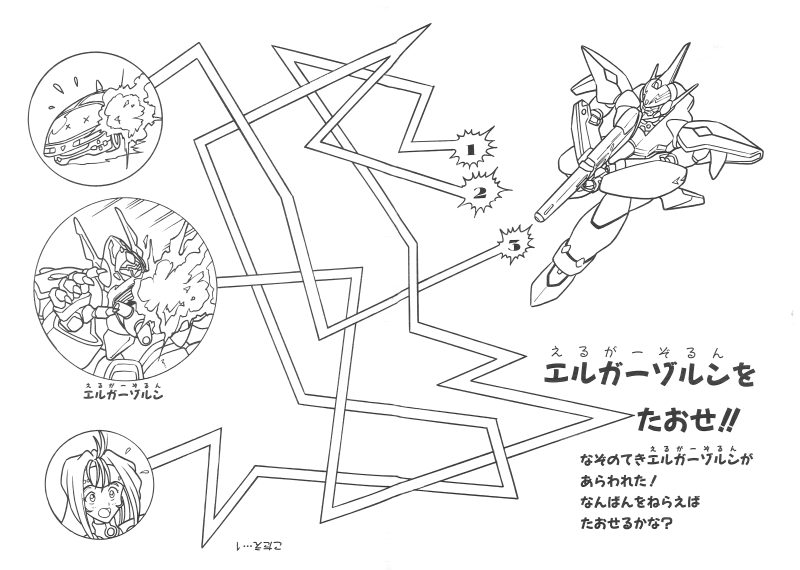 1
2
3
えるがーぞるん
エルガーゾルンを
たおせ!!
えるがーぞるん
なぞのてきエルガーゾルンが
あらわれた!
なんばんをねらえば
たおせるかな?
えるがーぞるん
エルガーゾルン
こたえ…1